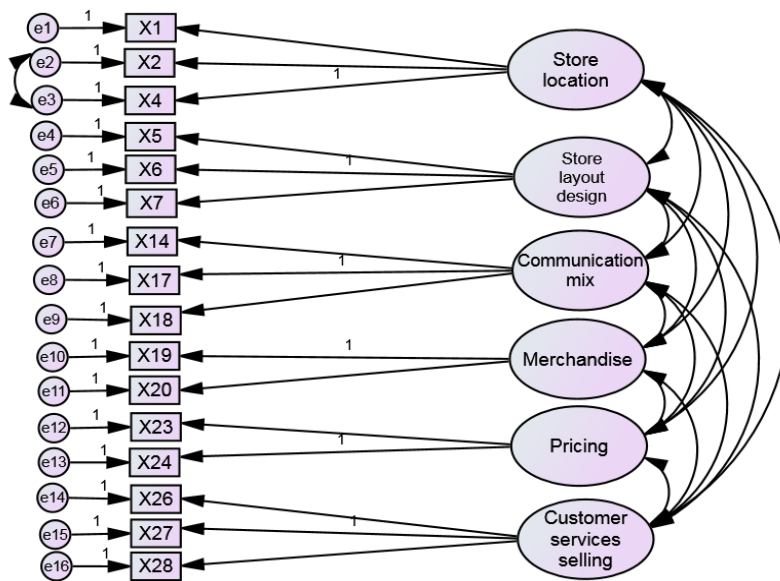 e1 1 X1
e2 1 X2
e3 1 X4
1
Store
location
e4 1 X5
e5 1 X6
e6 1 X7
1
Store
layout
design
e7 1 X14
e8 1 X17
e9 1 X18
1
Communication
mix
e10 1 X19
e11 1 X20
1
Merchandise
e12 1 X23
e13 1 X24
1
Pricing
e14 1 X26
e15 1 X27
e16 1 X28
1
Customer
services
selling